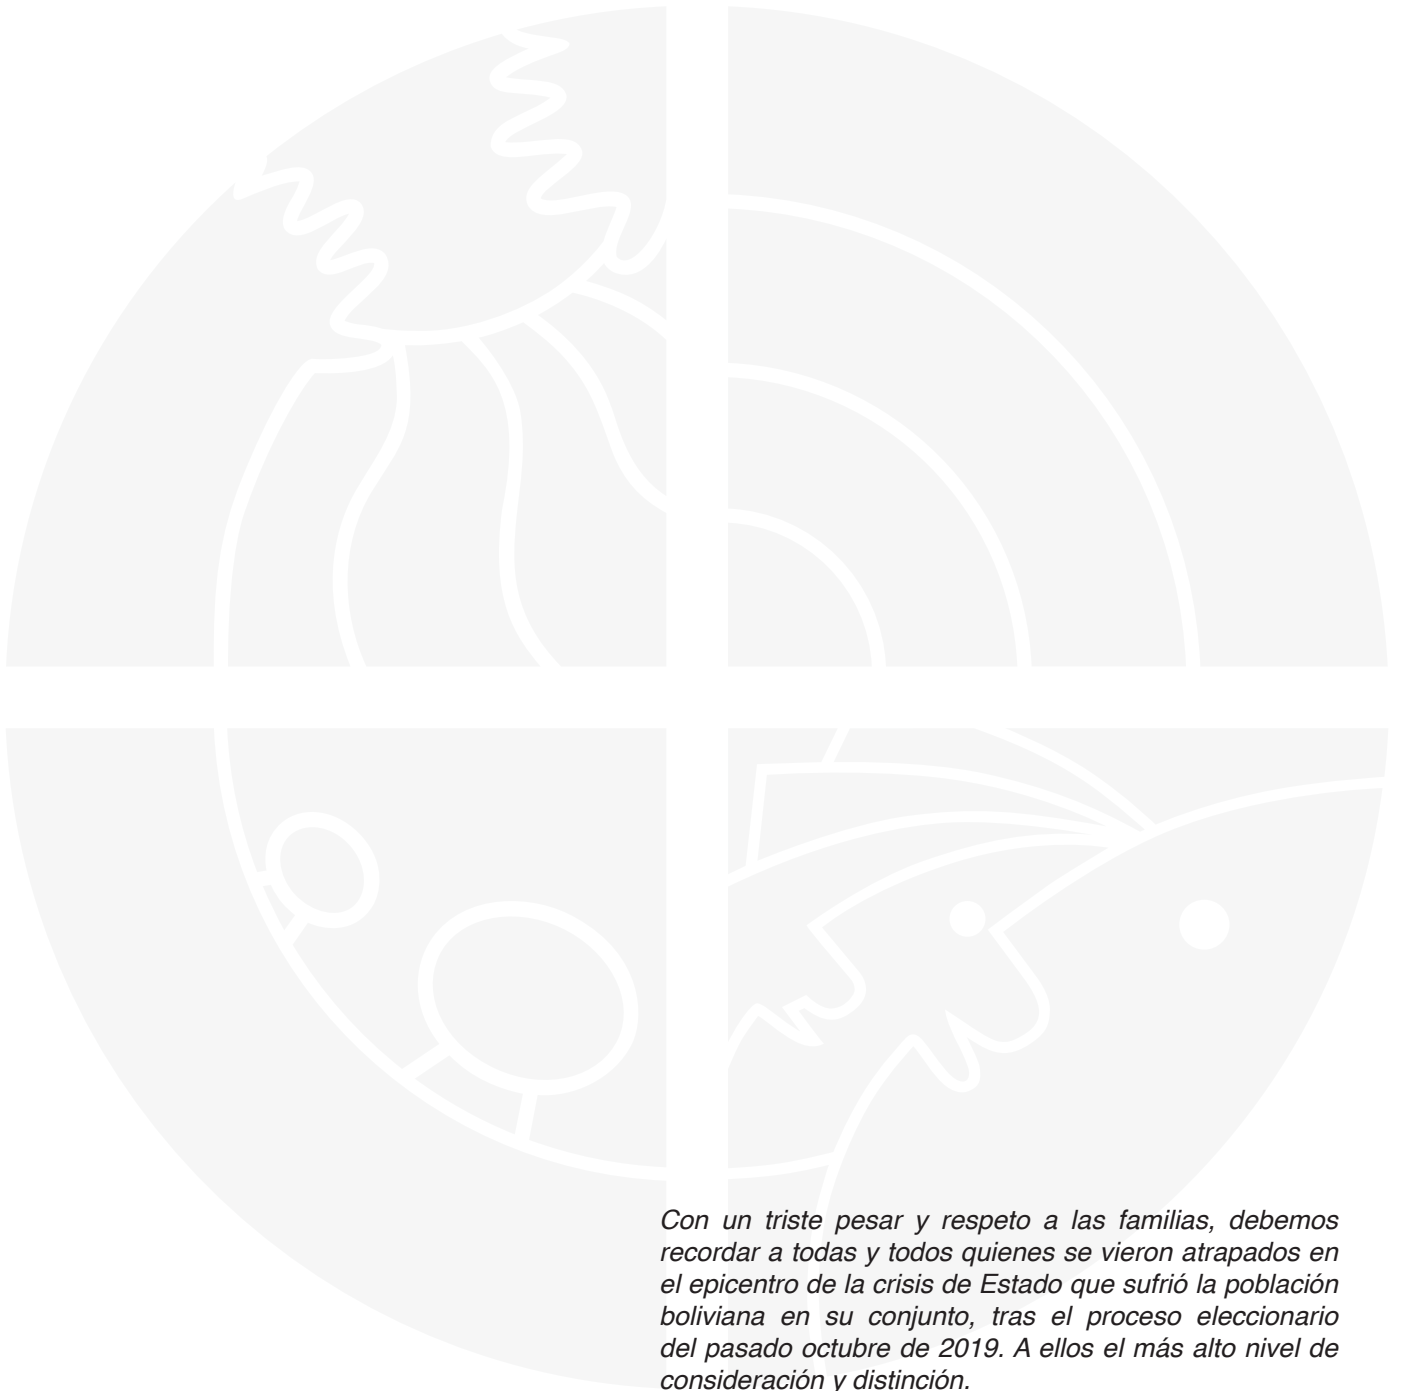 Con un triste pesar y respeto a las familias, debemos
recordar a todas y todos quienes se vieron atrapados en
el epicentro de la crisis de Estado que sufrió la población
boliviana en su conjunto, tras el proceso eleccionario
del pasado octubre de 2019. A ellos el más alto nivel de
consideración y distinción.